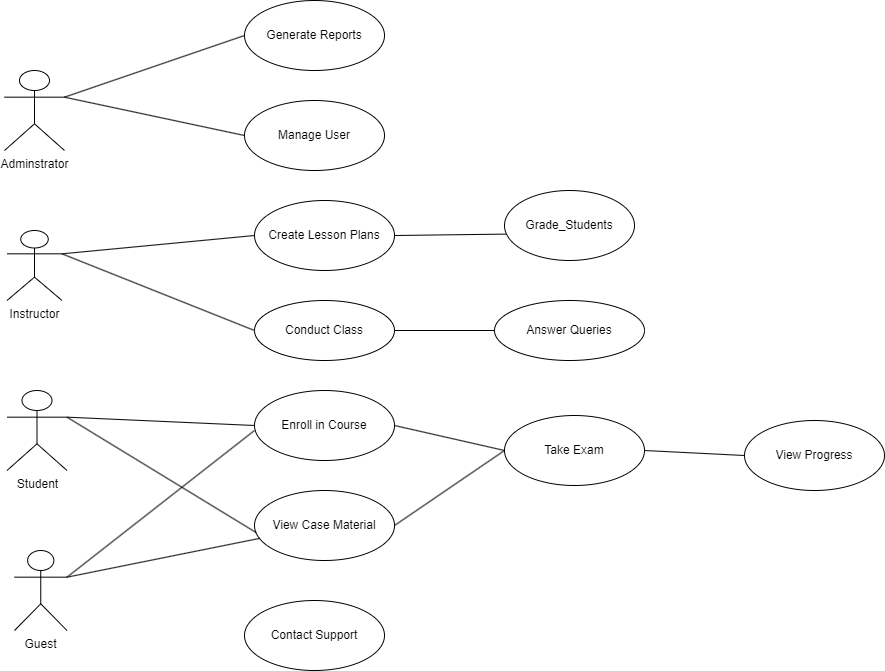 Generate Reports
Manage User
Adminstrator
Create Lesson Plans
Grade_Students
Instructor
Conduct Class
Answer Queries
Enroll in Course
Take Exam
View Progress
Student
View Case Material
Guest
Contact Support